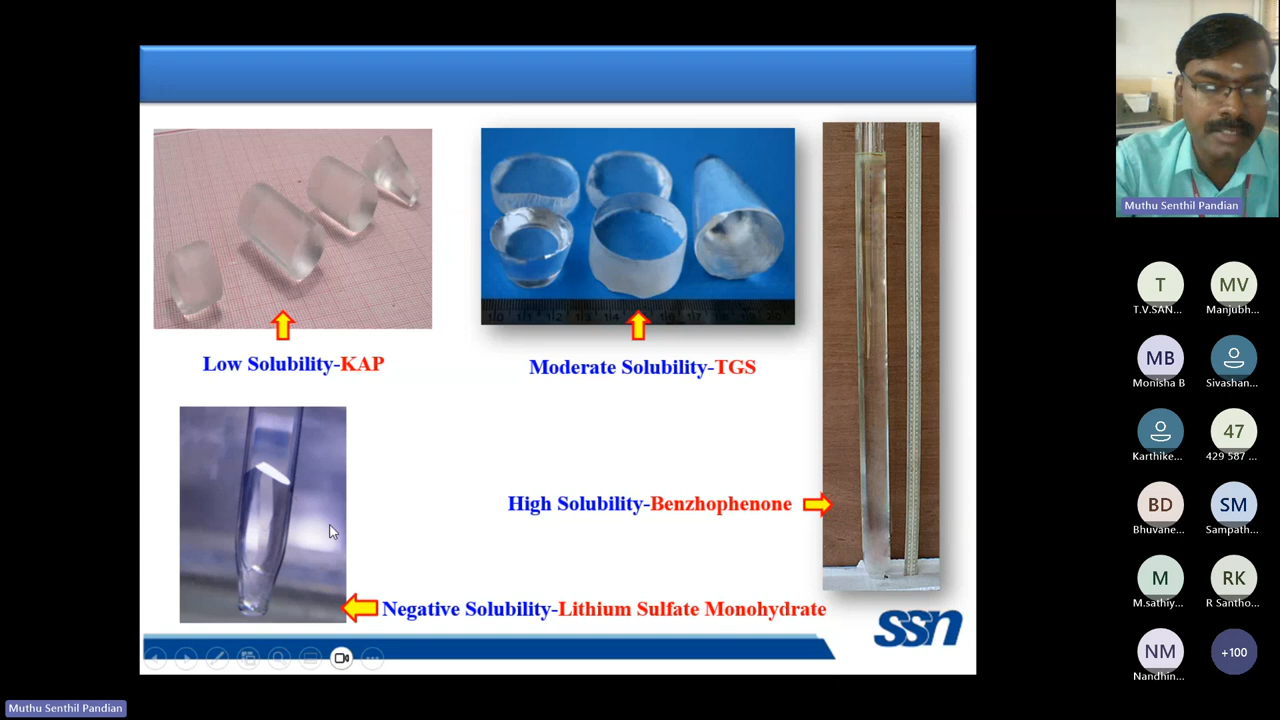 Low Solubility-KAP
Moderate Solubility-TGS
High Solubility-Benzhophenone
Negative Solubility-Lithium Sulfate Monohydrate
ssn
Muthu Senthil Pandian
T
T.V.SAN...
MV
Manjubh...
MB
Monisha B
Sivashan...
Karthike...
47
429 587 ...
BD
Bhuvane...
SM
Sampath...
M
M.sathiy...
RK
R Santho...
NM
Nandhin...
+100
Muthu Senthil Pandian